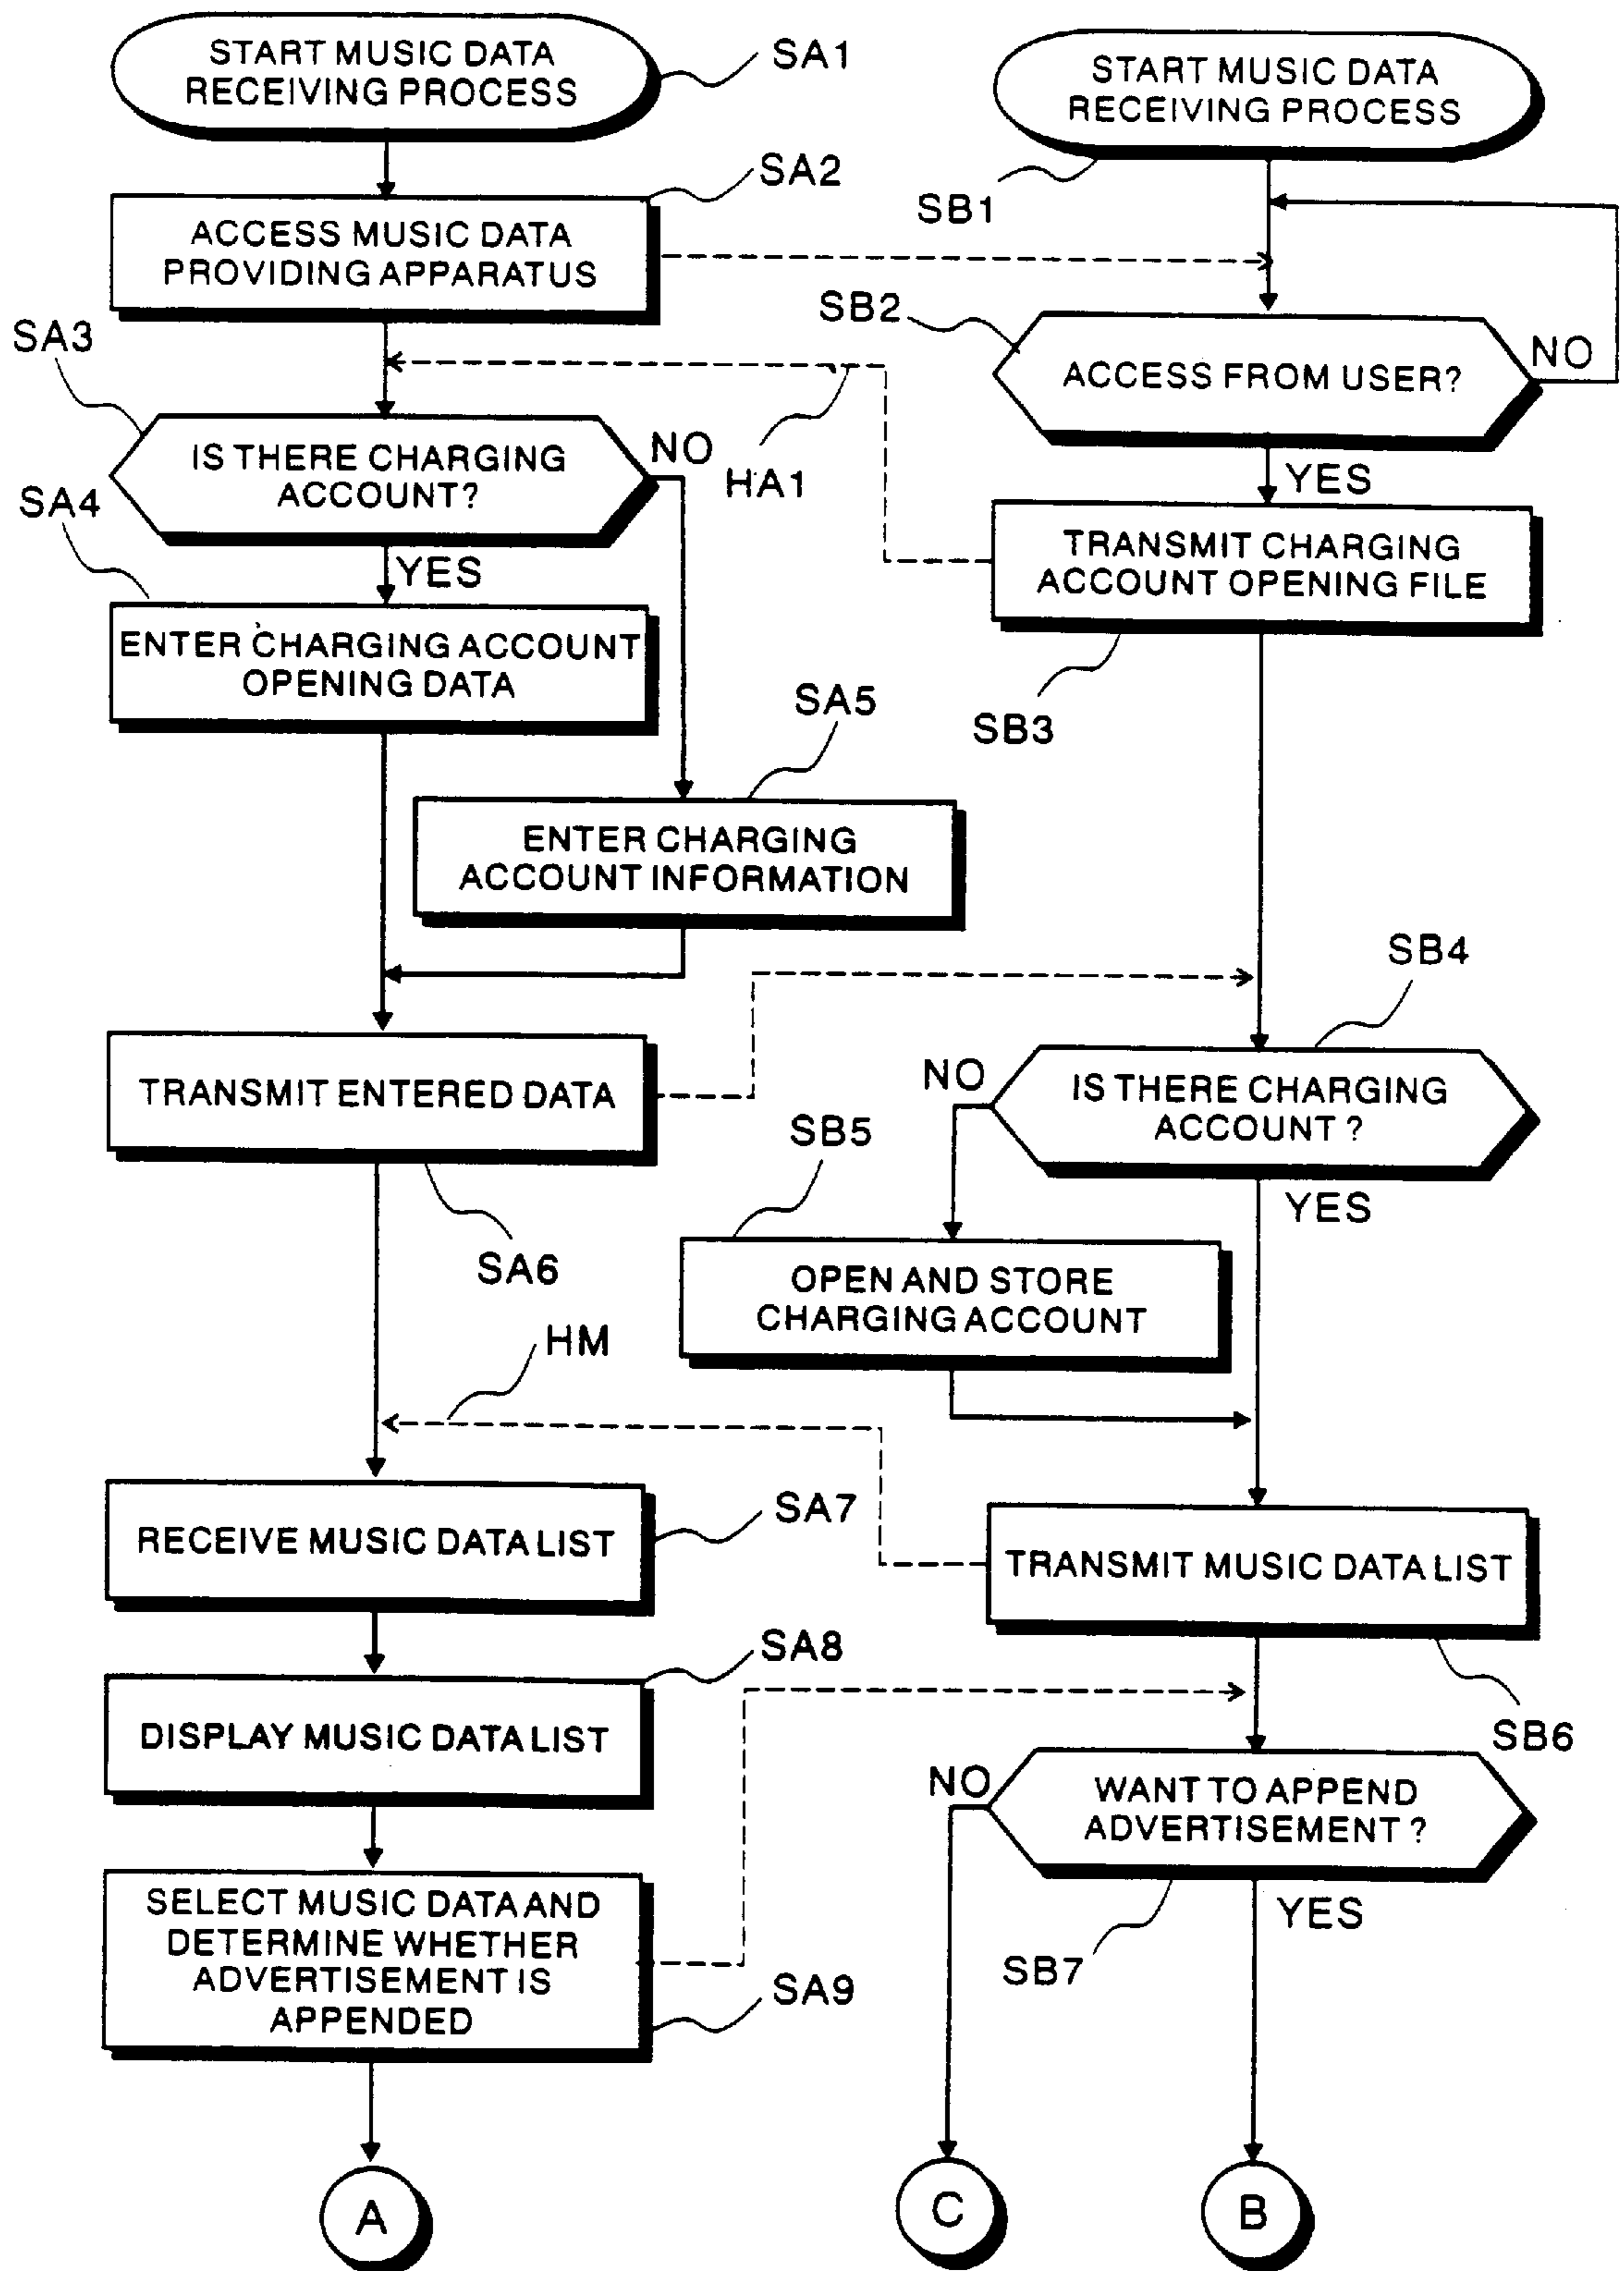 START MUSIC DATA
RECEIVING PROCESS
SA1
ACCESS MUSIC DATA
PROVIDING APPARATUS
SA2
SA3
IS THERE CHARGING
ACCOUNT?
NO
YES
HA1
SA4
ENTER CHARGING ACCOUNT
OPENING DATA
SA5
ENTER CHARGING
ACCOUNT INFORMATION
TRANSMIT ENTERED DATA
SA6
HM
RECEIVE MUSIC DATA LIST
SA7
DISPLAY MUSIC DATA LIST
SA8
SELECT MUSIC DATA AND
DETERMINE WHETHER
ADVERTISEMENT IS
APPENDED
SA9
A
START MUSIC DATA
RECEIVING PROCESS
SB1
SB2
ACCESS FROM USER?
NO
YES
TRANSMIT CHARGING
ACCOUNT OPENING FILE
SB3
SB4
IS THERE CHARGING
ACCOUNT ?
NO
YES
SB5
OPEN AND STORE
CHARGING ACCOUNT
TRANSMIT MUSIC DATA LIST
SB6
WANT TO APPEND
ADVERTISEMENT ?
NO
YES
SB7
C
B